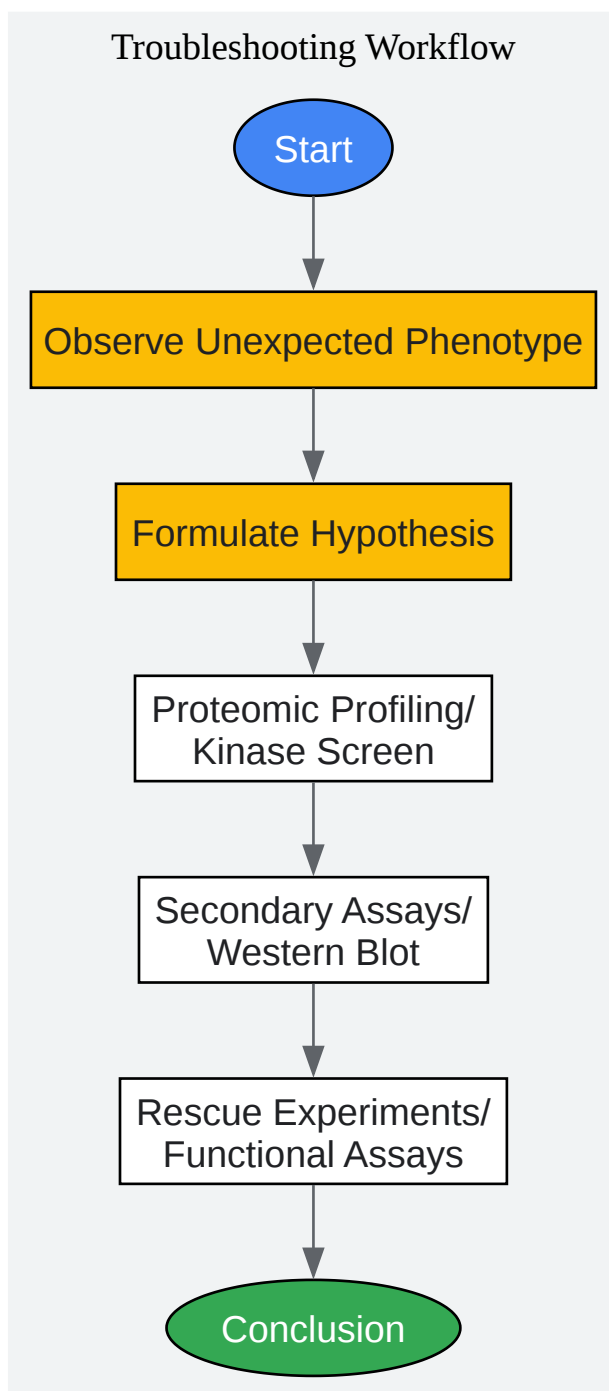 Troubleshooting Workflow
Start
Observe Unexpected Phenotype
Formulate Hypothesis
Proteomic Profiling/
Kinase Screen
Secondary Assays/
Western Blot
Rescue Experiments/
Functional Assays
Conclusion